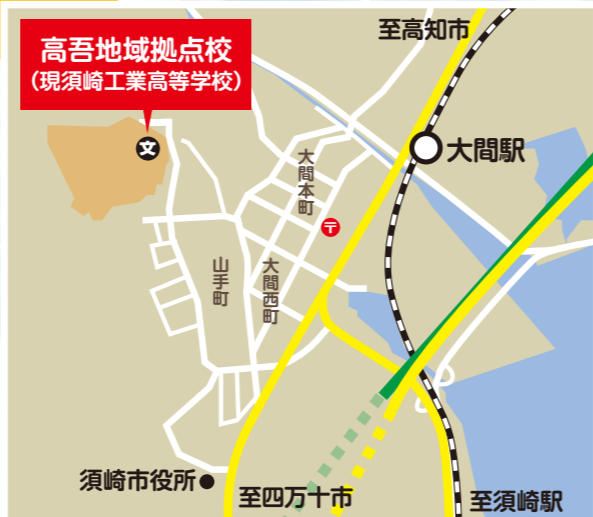 高吾地域拠点校
(現須崎工業高等学校)
至高知市
文
大間駅
大間本町
〒
山手町
大間西町
須崎市役所
至四万十市
至須崎駅